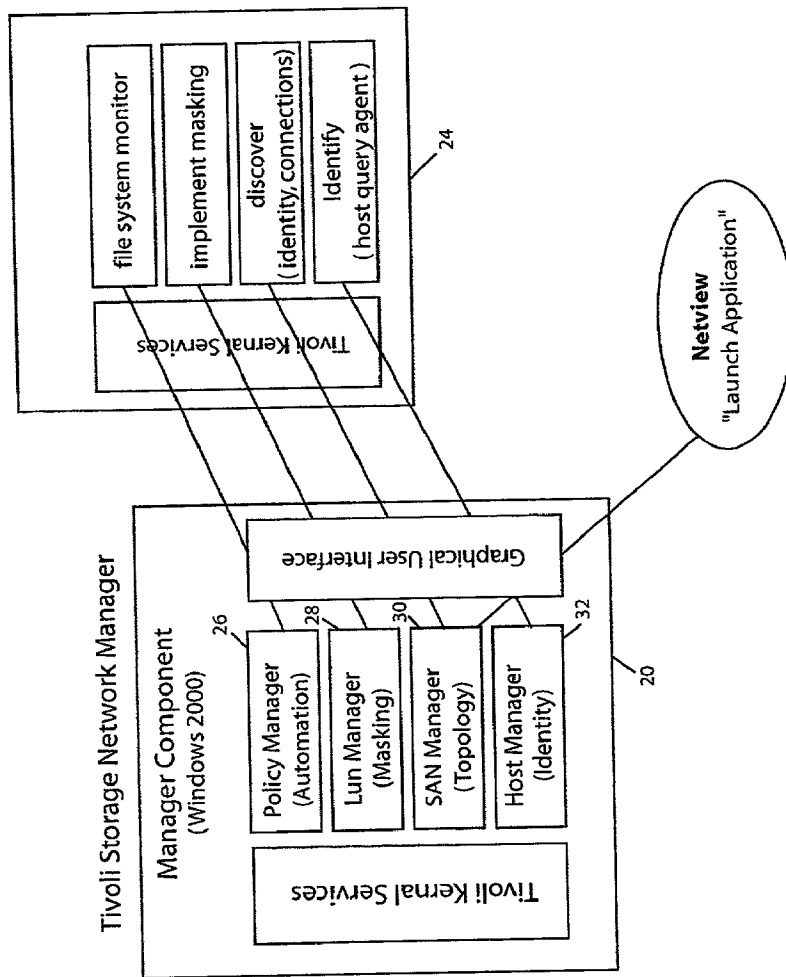 Tivoli Storage Network Manager
Manager Component
(Windows 2000)
Tivoli Kernal Services
Policy Manager
(Automation)
26
Lun Manager
(Masking)
28
SAN Manager
(Topology)
30
Host Manager
(Identity)
32
Graphical User Interface
20
Tivoli Kernal Services
file system monitor
implement masking
discover
( identity, connections)
Identify
( host query agent )
24
Netview
"Launch Application"